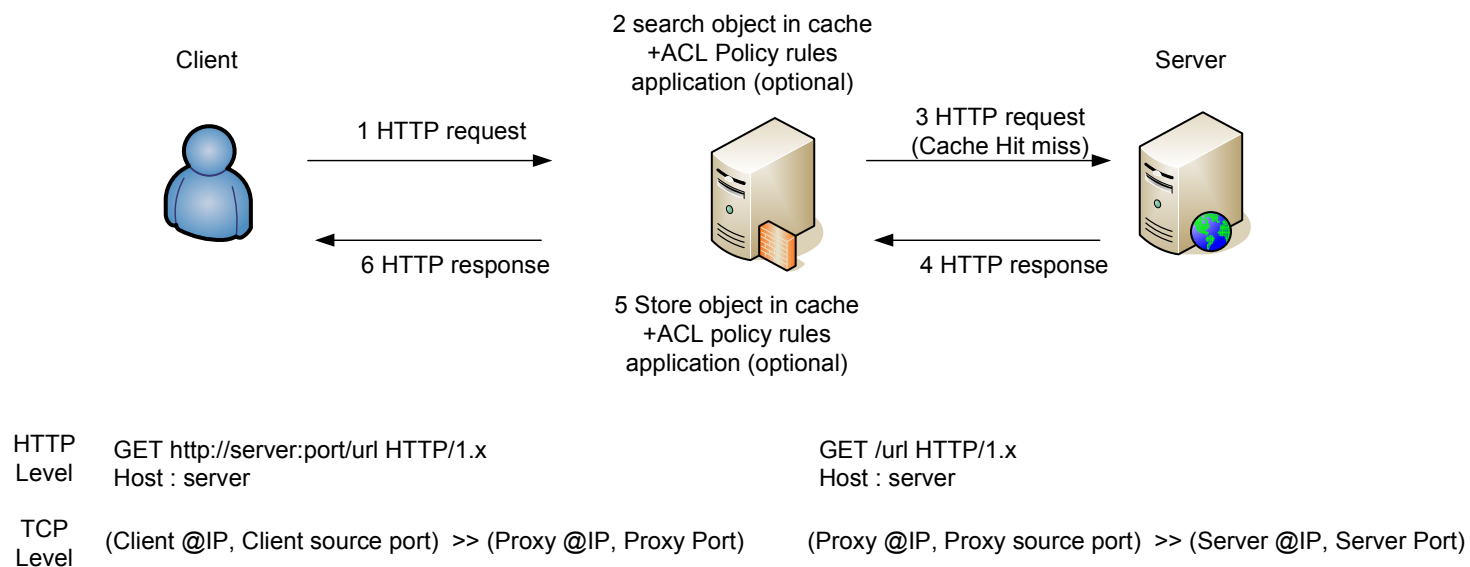 Client
2 search object in cache
+ACL Policy rules
application (optional)
Server
1 HTTP request
3 HTTP request
(Cache Hit miss)
6 HTTP response
4 HTTP response
5 Store object in cache
+ACL policy rules
application (optional)
HTTP
Level
GET http://server:port/url HTTP/1.x
Host : server
GET /url HTTP/1.x
Host : server
TCP
Level
(Client @IP, Client source port) >> (Proxy @IP, Proxy Port)
(Proxy @IP, Proxy source port) >> (Server @IP, Server Port)